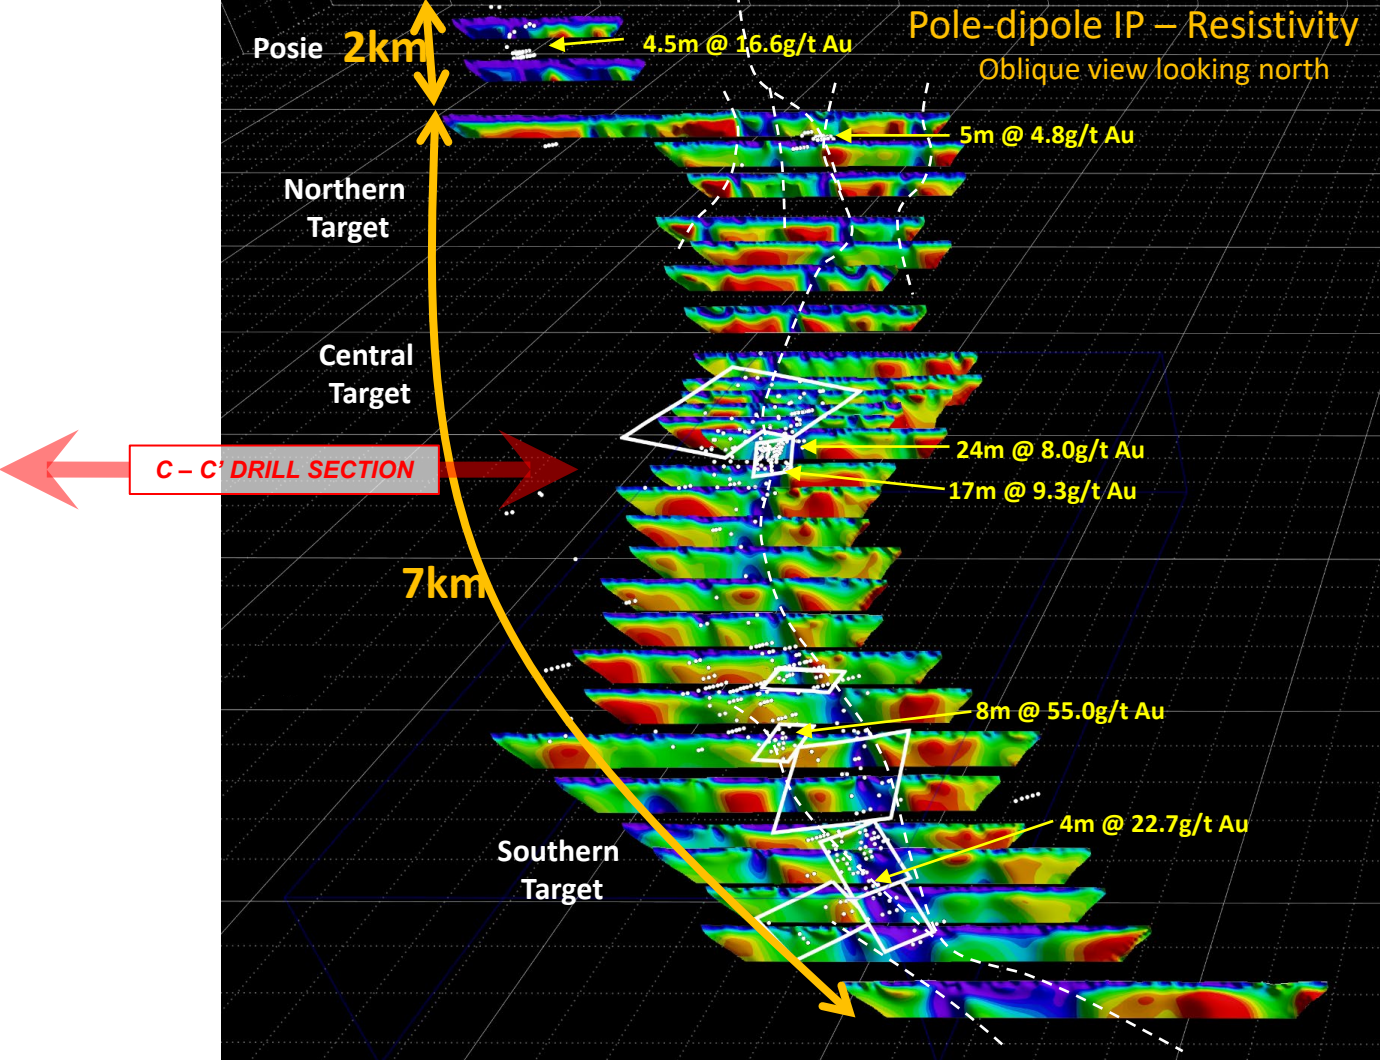 Pole-dipole IP – Resistivity
Oblique view looking north
Posie
2km
4.5m @ 16.6g/t Au
5m @ 4.8g/t Au
Northern
Target
Central
Target
24m @ 8.0g/t Au
C – C’ DRILL SECTION
17m @ 9.3g/t Au
7km
8m @ 55.0g/t Au
4m @ 22.7g/t Au
Southern
Target